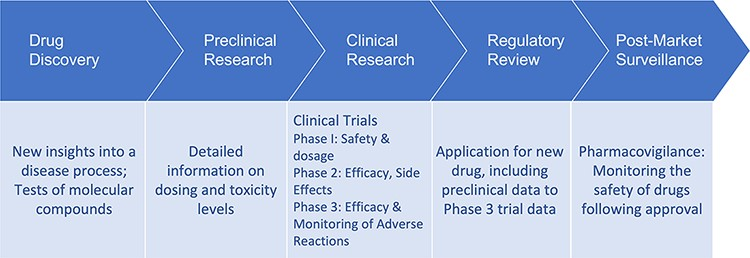 Drug
Discovery
Preclinical
Research
Clinical
Research
Regulatory
Review
Post-Market
Surveillance
New insights into a
disease process;
Tests of molecular
compounds
Detailed
information on
dosing and toxicity
levels
Clinical Trials
Phase I: Safety &
dosage
Phase 2: Efficacy, Side
Effects
Phase 3: Efficacy &
Monitoring of Adverse
Reactions
Application for new
drug, including
preclinical data to
Phase 3 trial data
Pharmacovigilance:
Monitoring the
safety of drugs
following approval